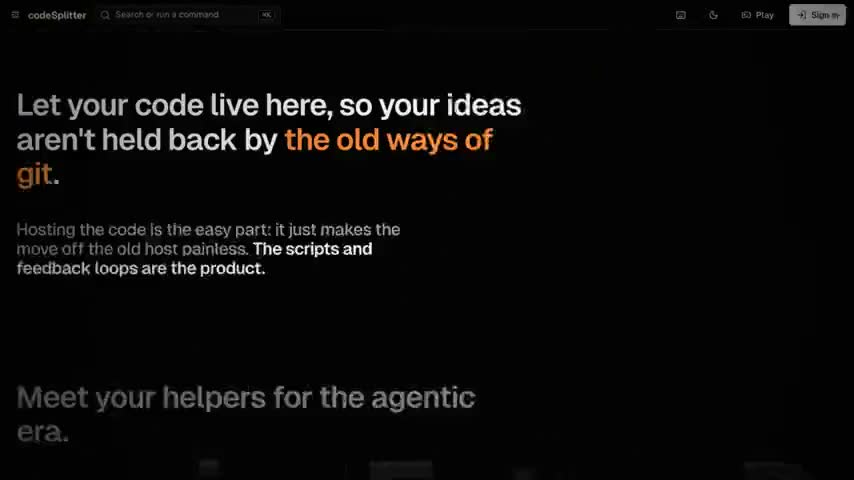 codeSplitter
Search or run a command
⌘K
Play
Sign in
Let your code live here, so your ideas
aren't held back by the old ways of
git.
Hosting the code is the easy part: it just makes the
move off the old host painless. The scripts and
feedback loops are the product.
Meet your helpers for the agentic
era.